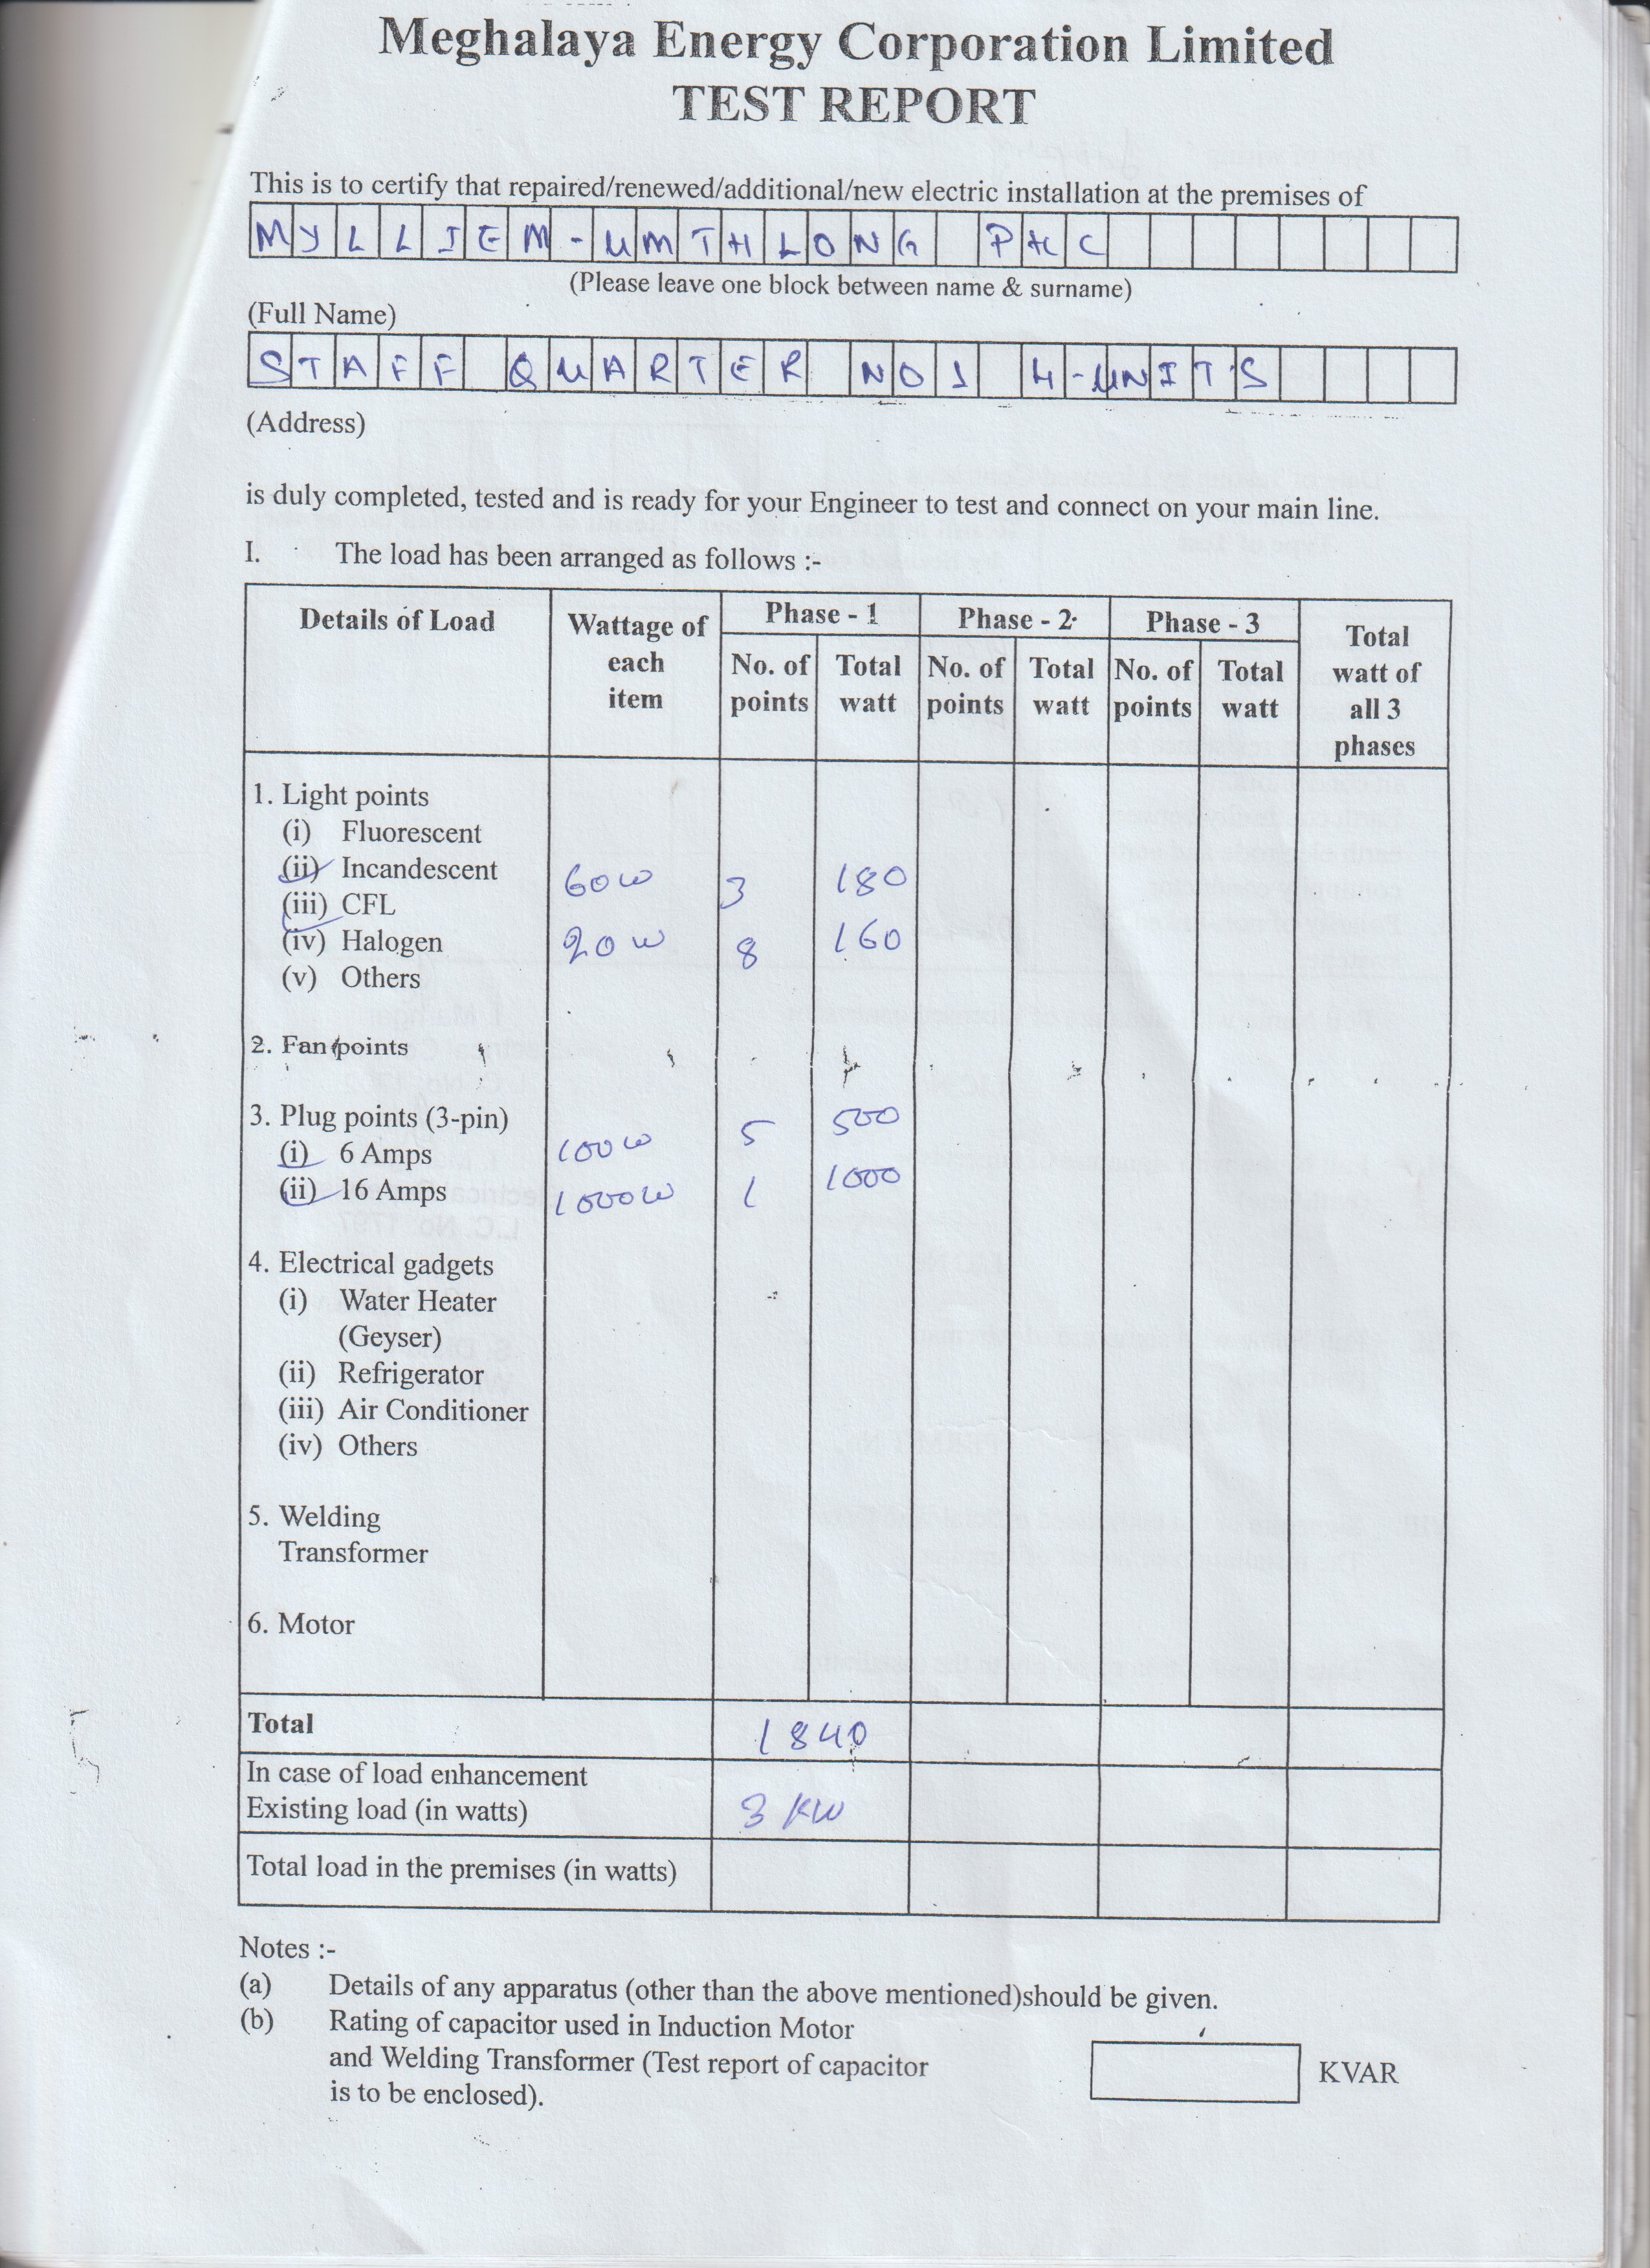 Meghalaya Energy Corporation Limited
TEST REPORT
This is to certify that repaired/renewed/additional/new electric installation at the premises of
MYLLIEM-UMTHLONG PHC
(Please leave one block between name & surname)
(Full Name)
STAFF QUARTER NO1 4-UNITS
(Address)
is duly completed, tested and is ready for your Engineer to test and connect on your main line.
I. The load has been arranged as follows :-
Details of Load Wattage of each item Phase - 1 Phase - 2 Phase - 3 Total watt of all 3 phases
No. of points Total watt No. of points Total watt No. of points Total watt
1. Light points
(i) Fluorescent
(ii) Incandescent 60W 3 180
(iii) CFL
(iv) Halogen 20W 8 160
(v) Others
2. Fan points
3. Plug points (3-pin)
(i) 6 Amps 100W 5 500
(ii) 16 Amps 1000W 1 1000
4. Electrical gadgets
(i) Water Heater
(Geyser)
(ii) Refrigerator
(iii) Air Conditioner
(iv) Others
5. Welding
Transformer
6. Motor
Total 1840
In case of load enhancement
Existing load (in watts) 3 KW
Total load in the premises (in watts)
Notes :-
(a) Details of any apparatus (other than the above mentioned)should be given.
(b) Rating of capacitor used in Induction Motor
and Welding Transformer (Test report of capacitor KVAR
is to be enclosed).